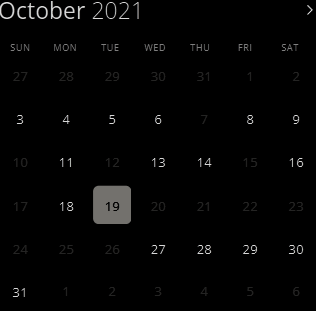 October 2021
SUN MON TUE WED THU FRI SAT
27 28 29 30 31 1 2
3 4 5 6 7 8 9
10 11 12 13 14 15 16
17 18 19 20 21 22 23
24 25 26 27 28 29 30
31 1 2 3 4 5 6